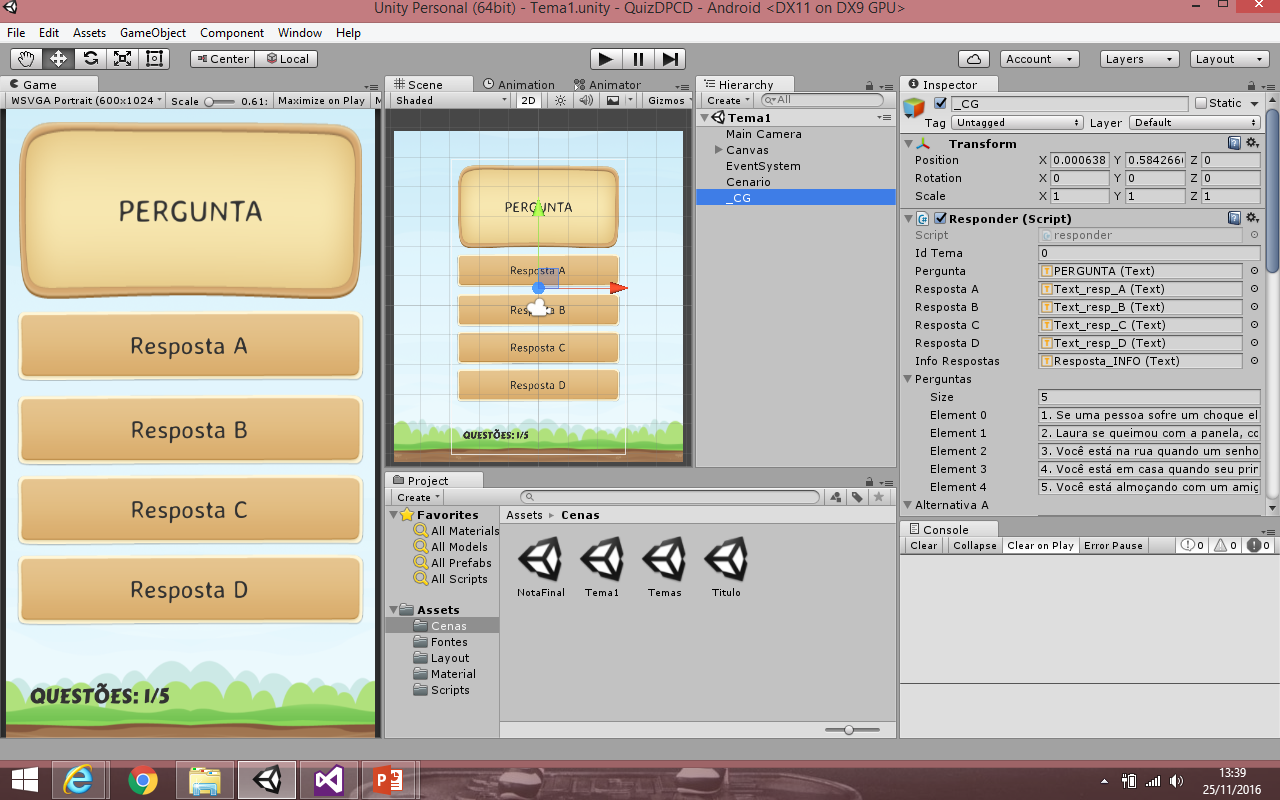 Unity Personal (64bit) - Tema1.unity - QuizDPCD - Android <DX11 on DX9 GPU>
File Edit Assets GameObject Component Window Help
Center Local
Account Layers Layout
Game
WSVGA Portrait (600x1024 Scale 0.61: Maximize on Play M
PERGUNTA
Resposta A
Resposta B
Resposta C
Resposta D
QUESTÕES: 1/5
Scene Animation Animator
Shaded 2D Gizmos
PERGUNTA
Resposta A
Resposta B
Resposta C
Resposta D
QUESTÕES: 1/5
Hierarchy
Create All
Tema1
Main Camera
Canvas
EventSystem
Cenario
_CG
Project
Create
Favorites
All Materials
All Models
All Prefabs
All Scripts
Assets
Cenas
Fontes
Layout
Material
Scripts
Assets Cenas
NotaFinal Tema1 Temas Titulo
Inspector
_CG Static
Tag Untagged Layer Default
Transform
Position X 0.000638 Y 0.584266 Z 0
Rotation X 0 Y 0 Z 0
Scale X 1 Y 1 Z 1
Responder (Script)
Script responder
Id Tema 0
Pergunta PERGUNTA (Text)
Resposta A Text_resp_A (Text)
Resposta B Text_resp_B (Text)
Resposta C Text_resp_C (Text)
Resposta D Text_resp_D (Text)
Info Respostas Resposta_INFO (Text)
Perguntas
Size 5
Element 0 1. Se uma pessoa sofre um choque el
Element 1 2. Laura se queimou com a panela, co
Element 2 3. Você está na rua quando um senho
Element 3 4. Você está em casa quando seu prir
Element 4 5. Você está almoçando com um amig
Alternativa A
Console
Clear Collapse Clear on Play Error Pause 0 0 0
13:39
25/11/2016